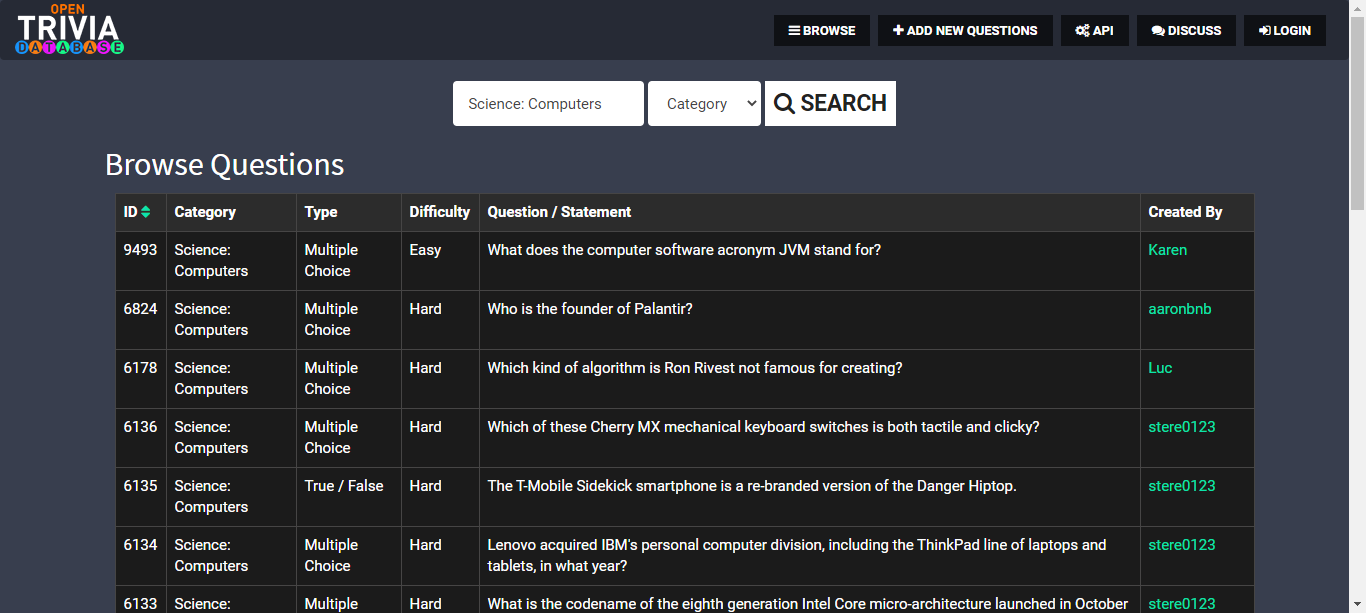 OPEN
TRIVIA
DATABASE
BROWSE
ADD NEW QUESTIONS
API
DISCUSS
LOGIN
Science: Computers
Category
SEARCH
Browse Questions
ID Category Type Difficulty Question / Statement Created By
9493 Science: Multiple Easy What does the computer software acronym JVM stand for? Karen
Computers Choice
6824 Science: Multiple Hard Who is the founder of Palantir? aaronbnb
Computers Choice
6178 Science: Multiple Hard Which kind of algorithm is Ron Rivest not famous for creating? Luc
Computers Choice
6136 Science: Multiple Hard Which of these Cherry MX mechanical keyboard switches is both tactile and clicky? stere0123
Computers Choice
6135 Science: True / False Hard The T-Mobile Sidekick smartphone is a re-branded version of the Danger Hiptop. stere0123
Computers
6134 Science: Multiple Hard Lenovo acquired IBM's personal computer division, including the ThinkPad line of laptops and stere0123
Computers Choice tablets, in what year?
6133 Science: Multiple Hard What is the codename of the eighth generation Intel Core micro-architecture launched in October stere0123